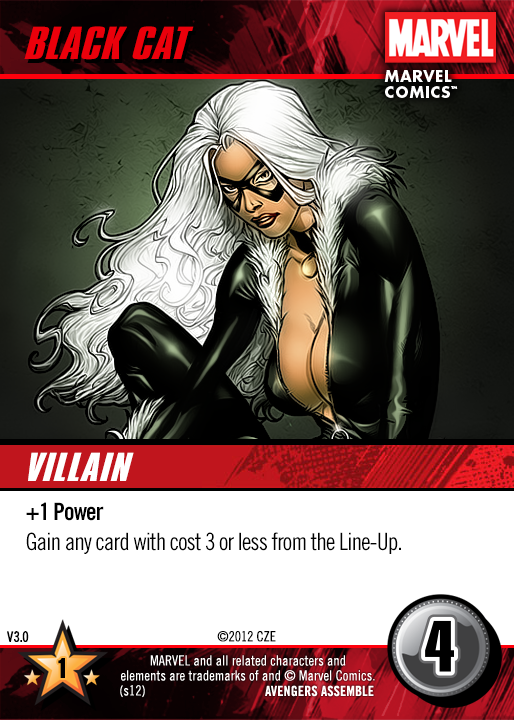 BLACK CAT
MARVEL
MARVEL
COMICS™
VILLAIN
+1 Power
Gain any card with cost 3 or less from the Line-Up.
V3.0
©2012 CZE
1
4
MARVEL and all related characters and
elements are trademarks of and © Marvel Comics.
(s12)
AVENGERS ASSEMBLE